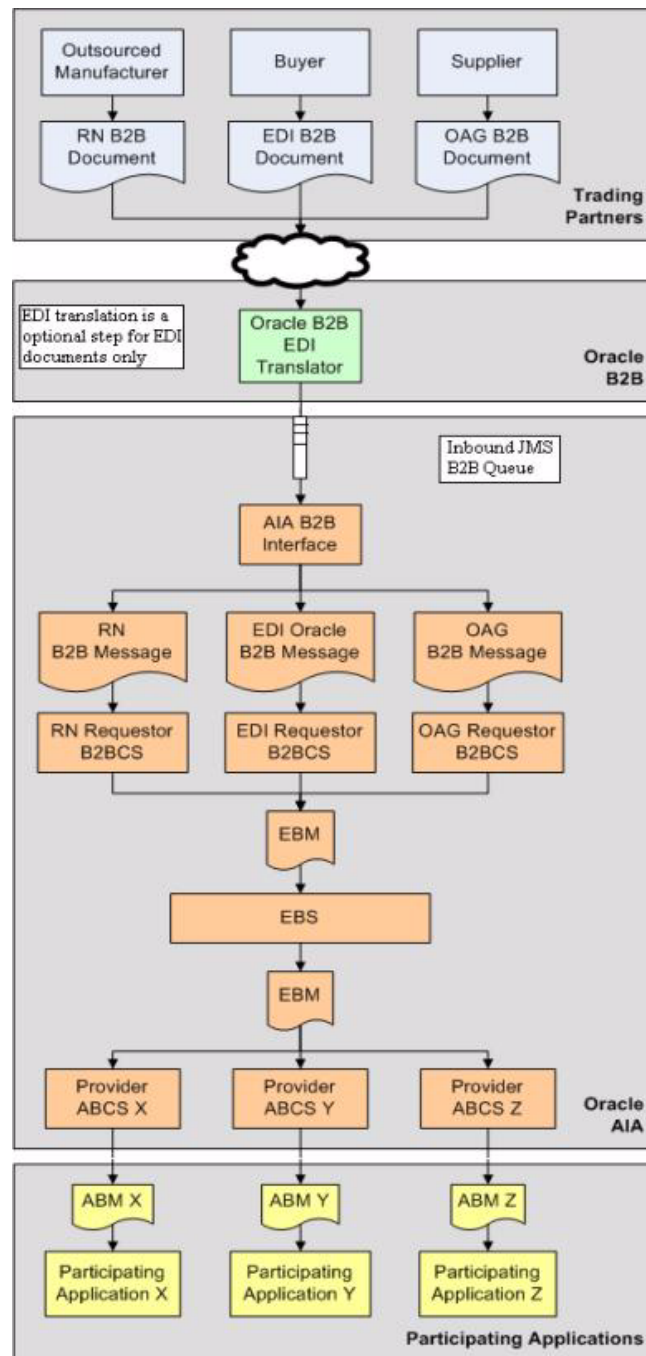 Outsourced
Manufacturer
Buyer
Supplier
RN B2B
Document
EDI B2B
Document
OAG B2B
Document
Trading
Partners
EDI translation is a
optional step for EDI
documents only
Oracle B2B
EDI
Translator
Oracle
B2B
Inbound JMS
B2B Queue
AIA B2B
Interface
RN
B2B Message
EDI Oracle
B2B Message
OAG
B2B Message
RN Requestor
B2BCS
EDI Requestor
B2BCS
OAG Requestor
B2BCS
EBM
EBS
EBM
Provider
ABCS X
Provider
ABCS Y
Provider
ABCS Z
Oracle
AIA
ABM X
ABM Y
ABM Z
Participating
Application X
Participating
Application Y
Participating
Application Z
Participating Applications